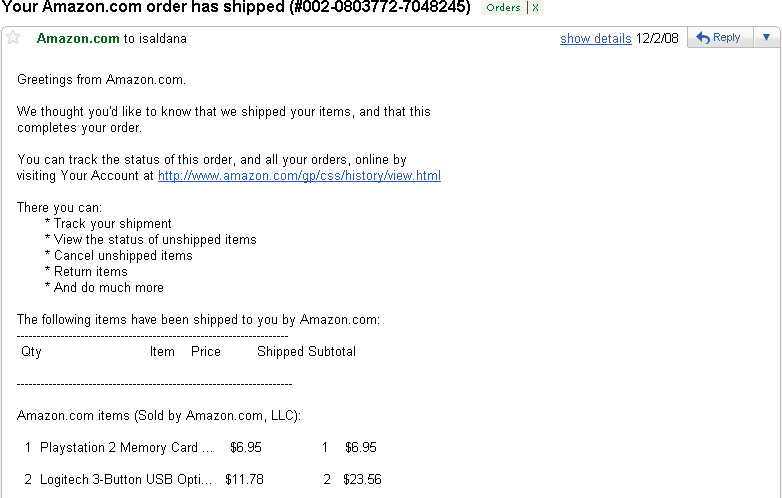 Your Amazon.com order has shipped (#002-0803772-7048245) Orders | X
Amazon.com to isaldana show details 12/2/08 Reply
Greetings from Amazon.com.
We thought you'd like to know that we shipped your items, and that this
completes your order.
You can track the status of this order, and all your orders, online by
visiting Your Account at http://www.amazon.com/gp/css/history/view.html
There you can:
* Track your shipment
* View the status of unshipped items
* Cancel unshipped items
* Return items
* And do much more
The following items have been shipped to you by Amazon.com:
---------------------------------------------------------------------
Qty Item Price Shipped Subtotal
---------------------------------------------------------------------
Amazon.com items (Sold by Amazon.com, LLC):
1 Playstation 2 Memory Card ... $6.95 1 $6.95
2 Logitech 3-Button USB Opti... $11.78 2 $23.56